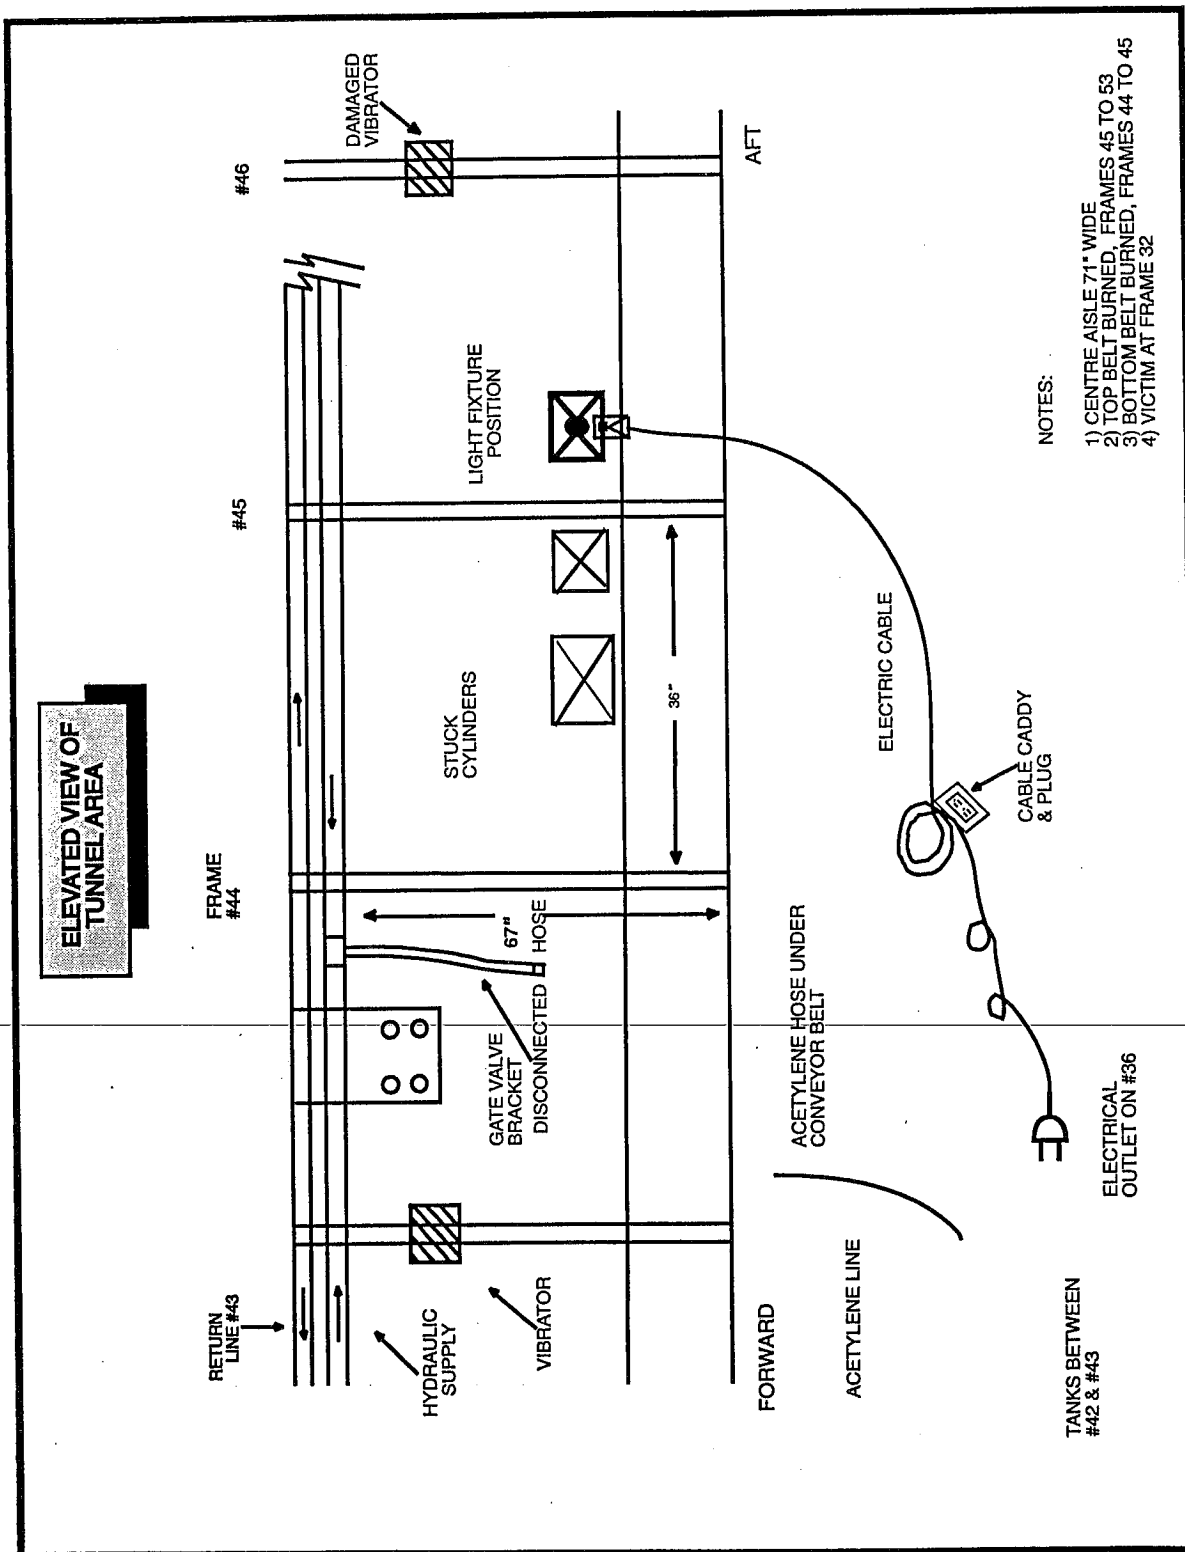 ELEVATED VIEW OF
TUNNEL AREA
RETURN
LINE #43
FRAME
#44
#45
#46
HYDRAULIC
SUPPLY
VIBRATOR
GATE VALVE
BRACKET
DISCONNECTED HOSE
67"
STUCK
CYLINDERS
LIGHT FIXTURE
POSITION
DAMAGED
VIBRATOR
36"
FORWARD
AFT
ACETYLENE LINE
ACETYLENE HOSE UNDER
CONVEYOR BELT
ELECTRIC CABLE
CABLE CADDY
& PLUG
TANKS BETWEEN
#42 & #43
ELECTRICAL
OUTLET ON #36
NOTES:
1) CENTRE AISLE 71" WIDE
2) TOP BELT BURNED, FRAMES 45 TO 53
3) BOTTOM BELT BURNED, FRAMES 44 TO 45
4) VICTIM AT FRAME 32